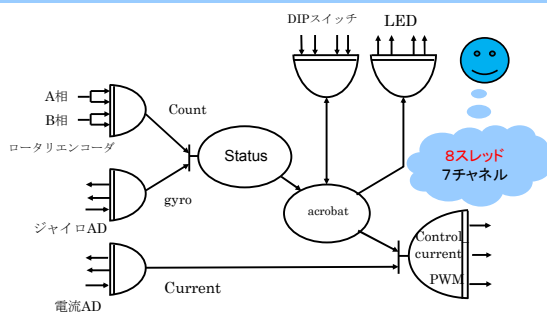 DIPスイッチ
LED
A相
B相
ロータリエンコーダ
Count
Status
gyro
ジャイロAD
acrobat
8スレッド
7チャネル
Control
current
PWM
Current
電流AD